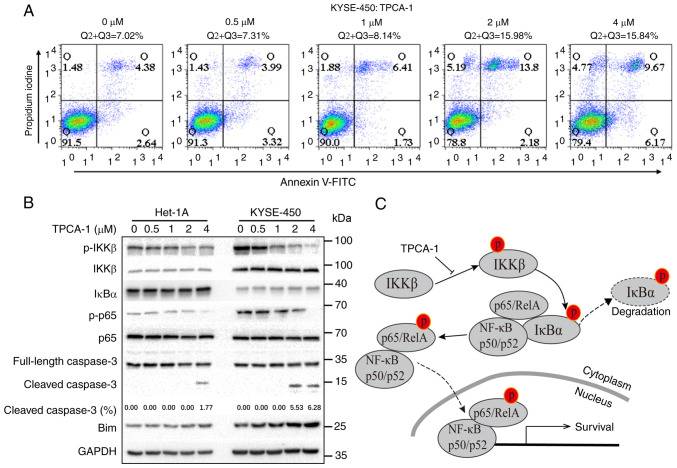 A
KYSE-450: TPCA-1
0 µM
0.5 µM
1 µM
2 µM
4 µM
Q2+Q3=7.02%
Q2+Q3=7.31%
Q2+Q3=8.14%
Q2+Q3=15.98%
Q2+Q3=15.84%
Propidium iodine
Q Q Q Q Q Q Q Q Q Q
1.48 4.38 1.43 3.99 1.88 6.41 5.19 13.8 4.77 9.67
Q Q Q Q Q Q Q Q Q Q
91.5 2.64 91.3 3.32 90.0 1.73 78.8 2.18 79.4 6.17
Annexin V-FITC
B
Het-1A KYSE-450 kDa
TPCA-1 (µM) 0 0.5 1 2 4 0 0.5 1 2 4
p-IKKβ
100
IKKβ
100
IκBα
40
p-p65
70
p65
70
Full-length caspase-3
35
Cleaved caspase-3
15
Cleaved caspase-3 (%) 0.00 0.00 0.00 0.00 1.77 0.00 0.00 0.00 5.53 6.28
Bim
25
GAPDH
35
C
TPCA-1
IKKβ
p
IKKβ
p65/RelA
NF-κB
p50/p52
p
IκBα
p
IκBα
Degradation
p
p65/RelA
NF-κB
p50/p52
Cytoplasm
Nucleus
p
p65/RelA
NF-κB
p50/p52
Survival